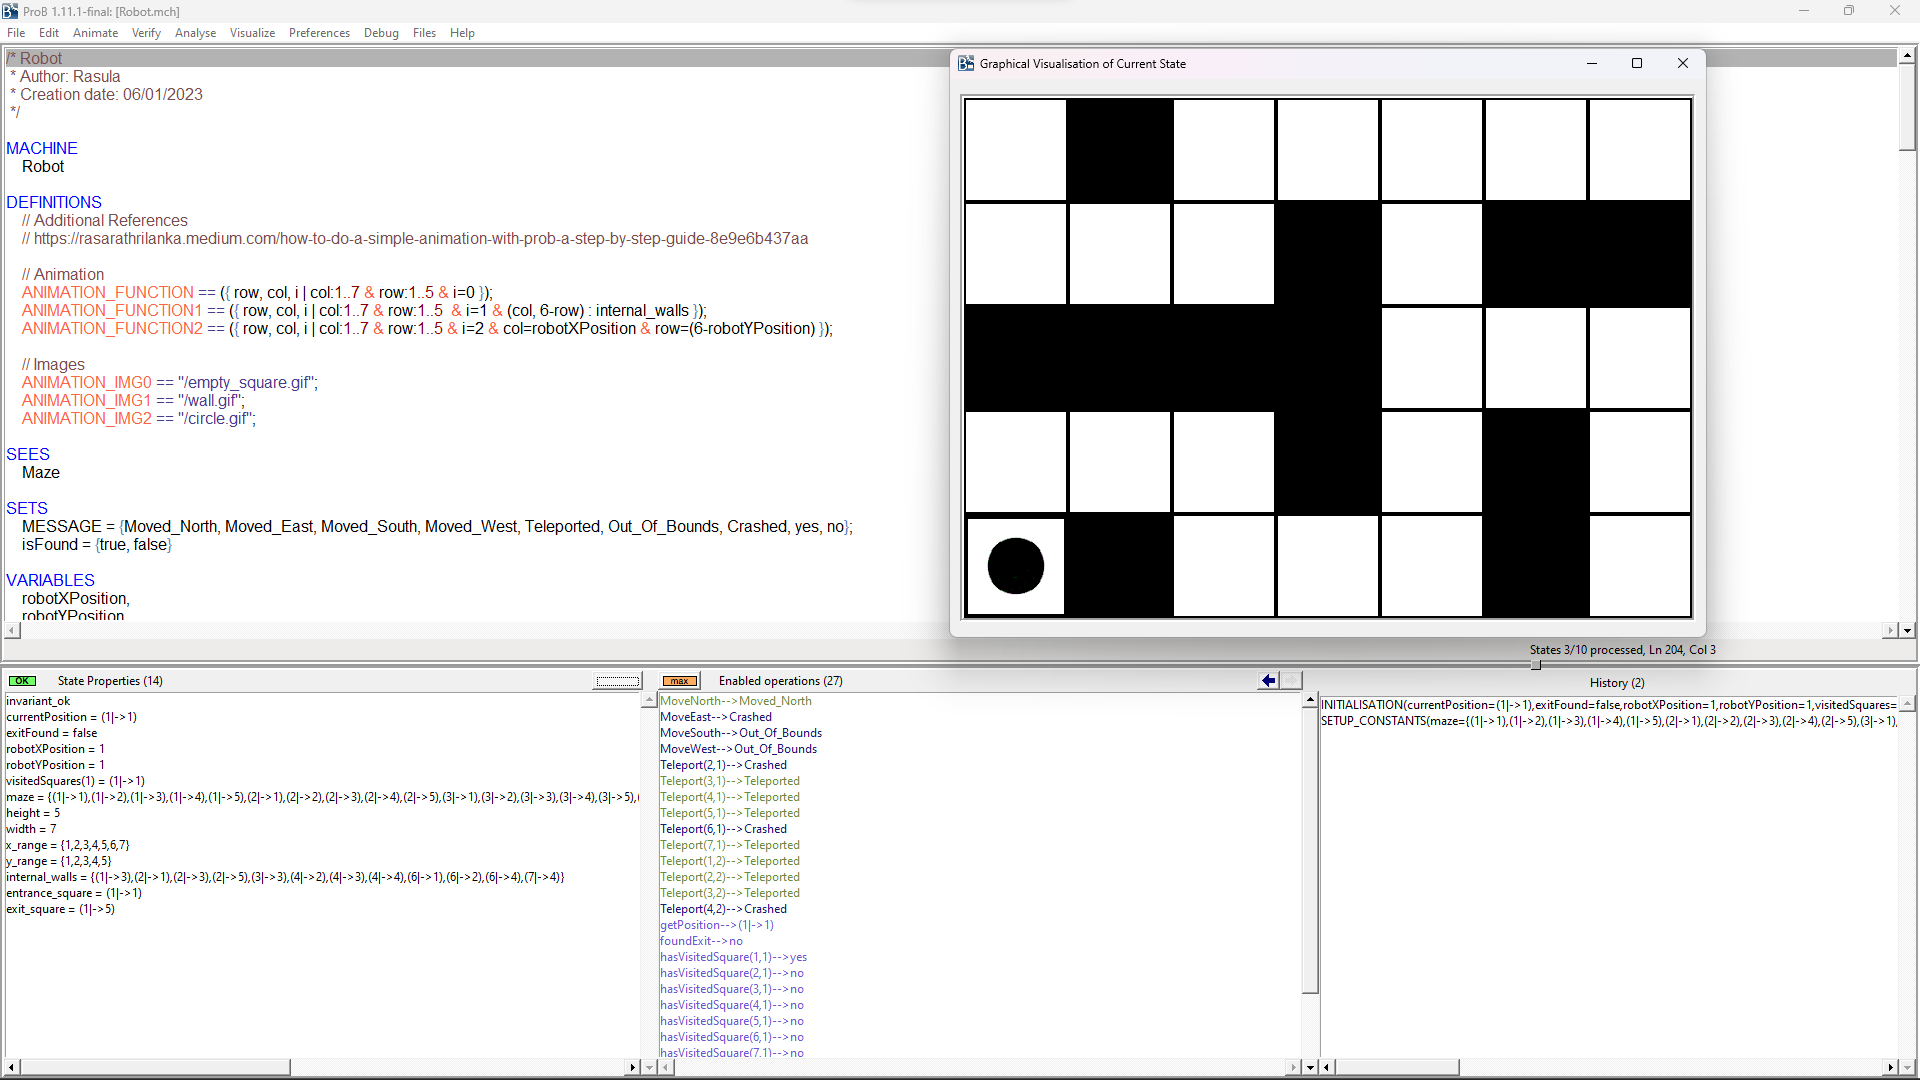 ProB 1.11.1-final: [Robot.mch]
File Edit Animate Verify Analyse Visualize Preferences Debug Files Help
/* Robot
* Author: Rasula
* Creation date: 06/01/2023
*/
MACHINE
Robot
DEFINITIONS
// Additional References
// https://rasarathrilanka.medium.com/how-to-do-a-simple-animation-with-prob-a-step-by-step-guide-8e9e6b437aa
// Animation
ANIMATION_FUNCTION == ({ row, col, i | col:1..7 & row:1..5 & i=0 });
ANIMATION_FUNCTION1 == ({ row, col, i | col:1..7 & row:1..5  & i=1 & (col, 6-row) : internal_walls });
ANIMATION_FUNCTION2 == ({ row, col, i | col:1..7 & row:1..5 & i=2 & col=robotXPosition & row=(6-robotYPosition) });
// Images
ANIMATION_IMG0 == "/empty_square.gif";
ANIMATION_IMG1 == "/wall.gif";
ANIMATION_IMG2 == "/circle.gif";
SEES
Maze
SETS
MESSAGE = {Moved_North, Moved_East, Moved_South, Moved_West, Teleported, Out_Of_Bounds, Crashed, yes, no};
isFound = {true, false}
VARIABLES
robotXPosition,
robotYPosition
Graphical Visualisation of Current State
States 3/10 processed, Ln 204, Col 3
OK State Properties (14)
invariant_ok
currentPosition = (1|->1)
exitFound = false
robotXPosition = 1
robotYPosition = 1
visitedSquares(1) = (1|->1)
maze = {(1|->1),(1|->2),(1|->3),(1|->4),(1|->5),(2|->1),(2|->2),(2|->3),(2|->4),(2|->5),(3|->1),(3|->2),(3|->3),(3|->4),(3|->5),(
height = 5
width = 7
x_range = {1,2,3,4,5,6,7}
y_range = {1,2,3,4,5}
internal_walls = {(1|->3),(2|->1),(2|->3),(2|->5),(3|->3),(4|->2),(4|->3),(4|->4),(6|->1),(6|->2),(6|->4),(7|->4)}
entrance_square = (1|->1)
exit_square = (1|->5)
max Enabled operations (27)
MoveNorth-->Moved_North
MoveEast-->Crashed
MoveSouth-->Out_Of_Bounds
MoveWest-->Out_Of_Bounds
Teleport(2,1)-->Crashed
Teleport(3,1)-->Teleported
Teleport(4,1)-->Teleported
Teleport(5,1)-->Teleported
Teleport(6,1)-->Crashed
Teleport(7,1)-->Teleported
Teleport(1,2)-->Teleported
Teleport(2,2)-->Teleported
Teleport(3,2)-->Teleported
Teleport(4,2)-->Crashed
getPosition-->(1|->1)
foundExit-->no
hasVisitedSquare(1,1)-->yes
hasVisitedSquare(2,1)-->no
hasVisitedSquare(3,1)-->no
hasVisitedSquare(4,1)-->no
hasVisitedSquare(5,1)-->no
hasVisitedSquare(6,1)-->no
hasVisitedSquare(7,1)-->no
History (2)
INITIALISATION(currentPosition=(1|->1),exitFound=false,robotXPosition=1,robotYPosition=1,visitedSquares=
SETUP_CONSTANTS(maze={(1|->1),(1|->2),(1|->3),(1|->4),(1|->5),(2|->1),(2|->2),(2|->3),(2|->4),(2|->5),(3|->1),